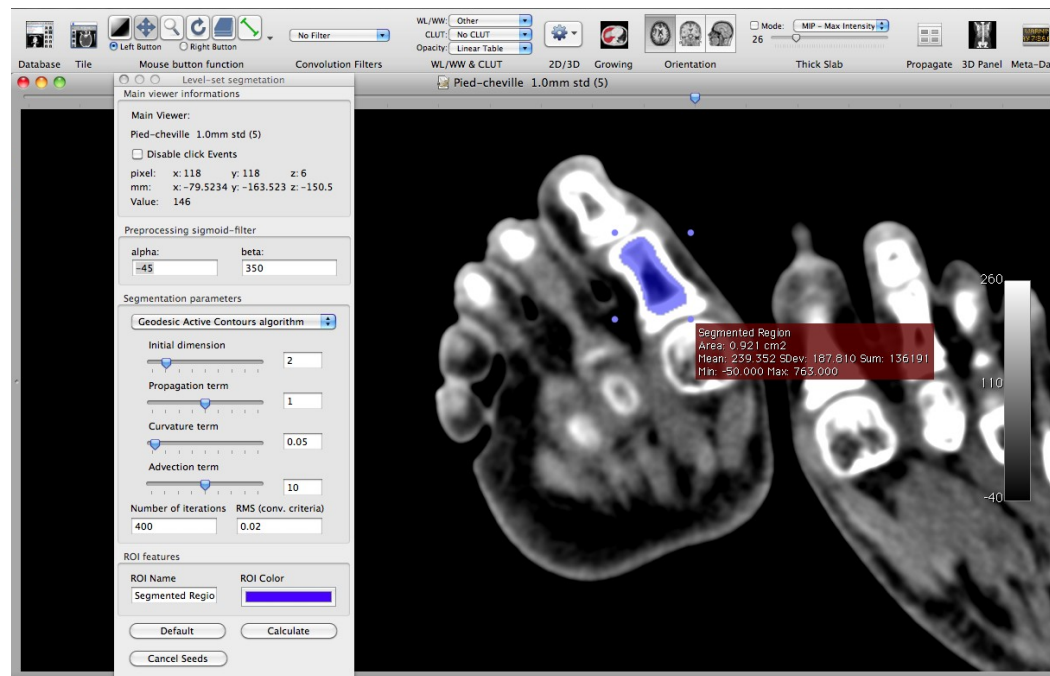 WL/WW: Other
Mode: MIP – Max Intensity
No Filter
CLUT: No CLUT
26
Left Button Right Button
Opacity: Linear Table
Database Tile Mouse button function Convolution Filters WL/WW & CLUT 2D/3D Growing Orientation Thick Slab Propagate 3D Panel Meta-Da
Level-set segmetation
Pied-cheville 1.0mm std (5)
Main viewer informations
Main Viewer:
Pied-cheville 1.0mm std (5)
Disable click Events
pixel: x: 118 y: 118 z: 6
mm: x: -79.5234 y: -163.523 z: -150.5
Value: 146
Preprocessing sigmoid-filter
alpha: beta:
-45 350
Segmentation parameters
Geodesic Active Contours algorithm
Initial dimension
2
Propagation term
1
Curvature term
0.05
Advection term
10
Number of iterations RMS (conv. criteria)
400 0.02
ROI features
ROI Name ROI Color
Segmented Regio
Default Calculate
Cancel Seeds
Segmented Region
Area: 0.921 cm2
Mean: 239.352 SDev: 187.810 Sum: 136191
Min: -50.000 Max: 763.000
260
110
-40